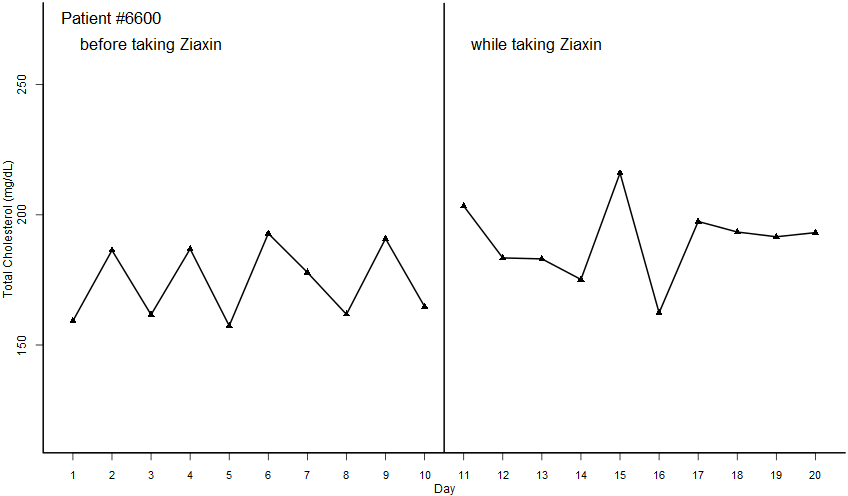 Patient #6600
before taking Ziaxin
while taking Ziaxin
Total Cholesterol (mg/dL)
250
200
150
1 2 3 4 5 6 7 8 9 10 11 12 13 14 15 16 17 18 19 20
Day